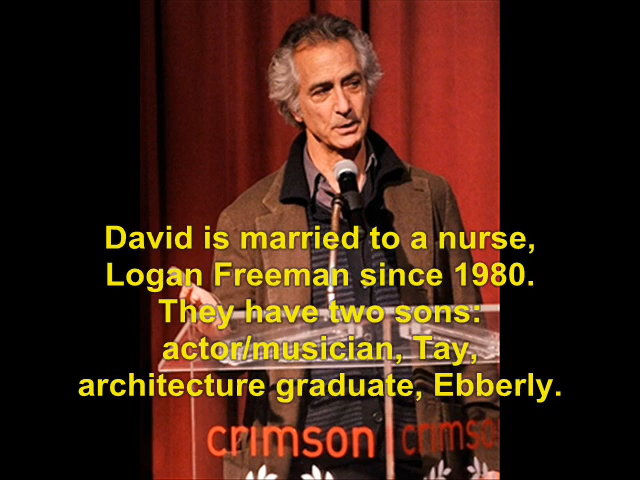 David is married to a nurse,
Logan Freeman since 1980.
They have two sons:
actor/musician, Tay,
architecture graduate, Ebberly.
crimson crimson